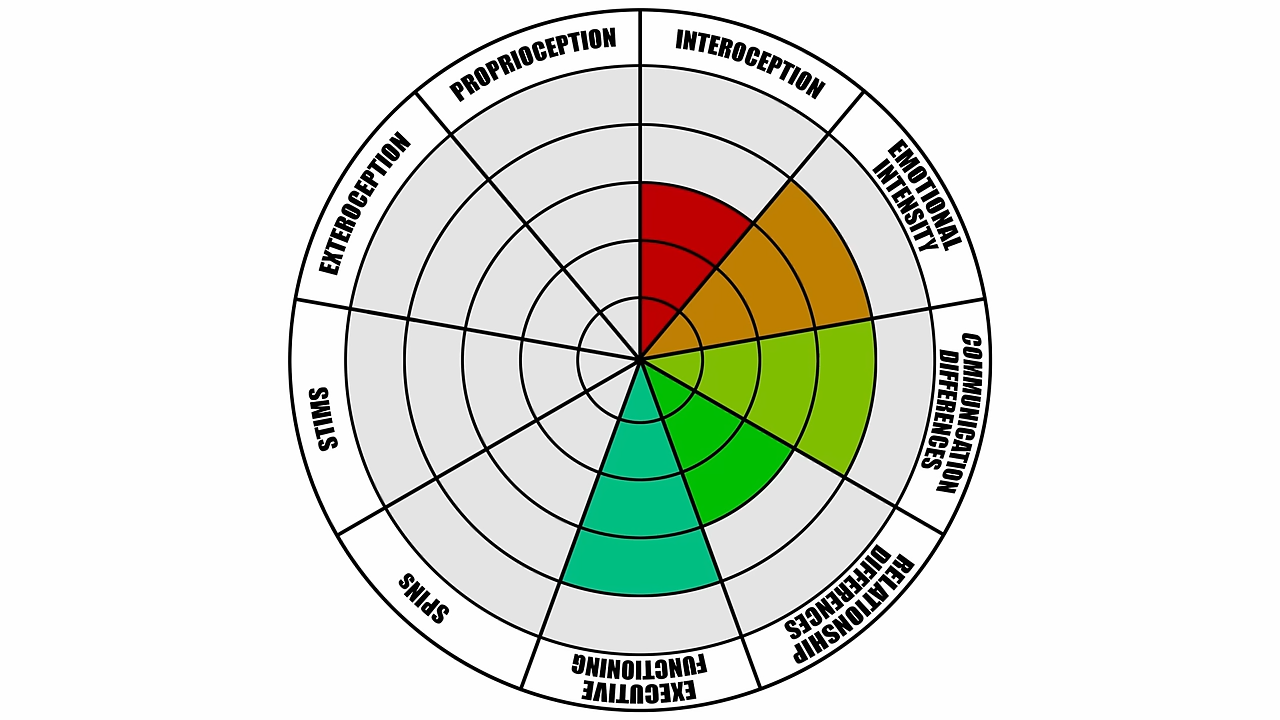 INTEROCEPTION
EMOTIONAL
INTENSITY
COMMUNICATION
DIFFERENCES
RELATIONSHIP
DIFFERENCES
EXECUTIVE
FUNCTIONING
SPINS
STIMS
EXTEROCEPTION
PROPRIOCEPTION